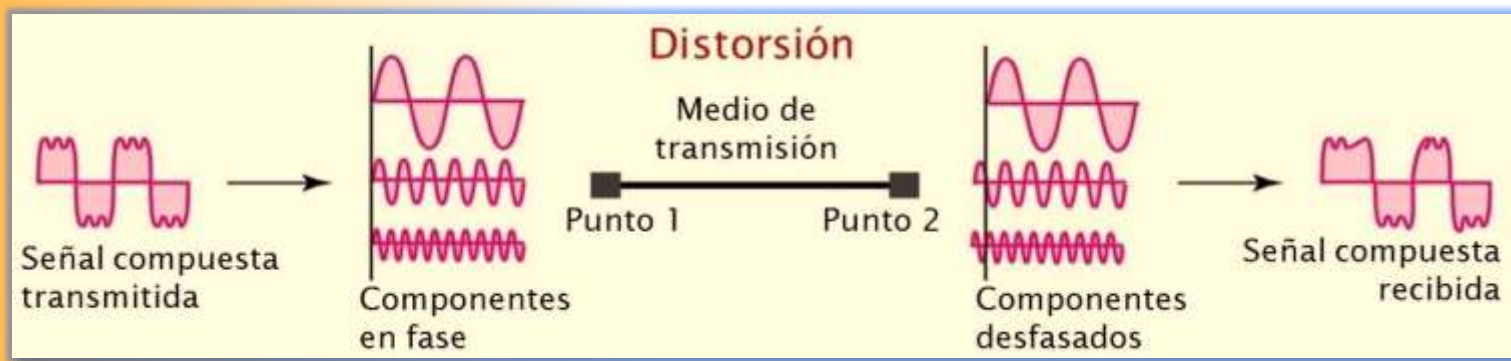 Distorsión
Medio de
transmisión
Punto 1
Punto 2
Señal compuesta
transmitida
Componentes
en fase
Componentes
desfasados
Señal compuesta
recibida